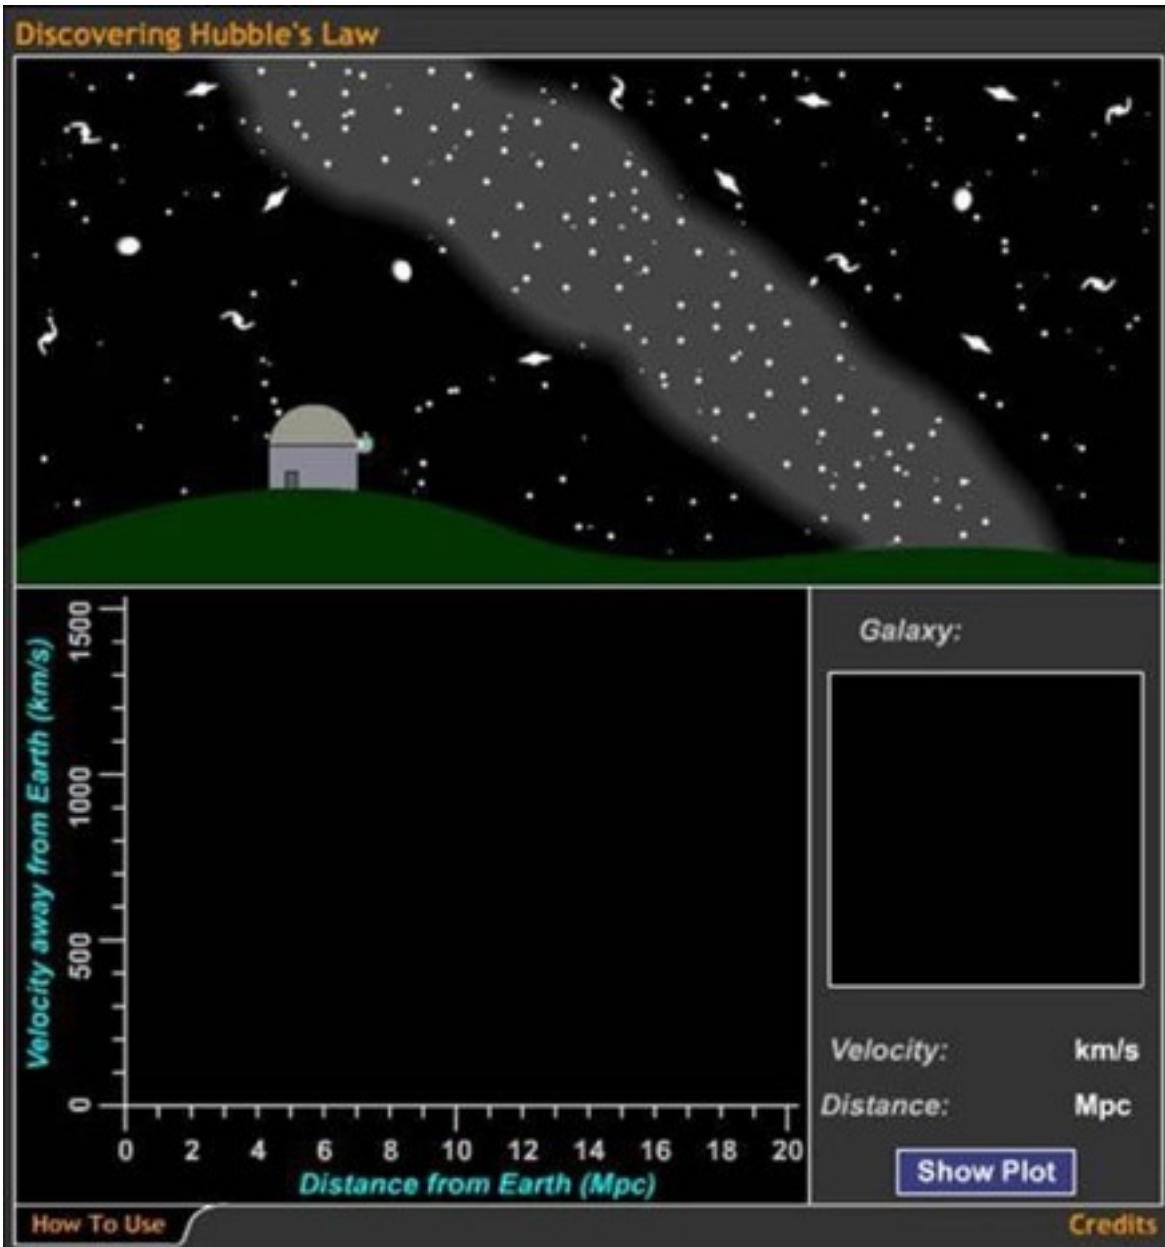 Discovering Hubble's Law
Velocity away from Earth (km/s)
1500
1000
500
0
0 2 4 6 8 10 12 14 16 18 20
Distance from Earth (Mpc)
Galaxy:
Velocity: km/s
Distance: Mpc
Show Plot
How To Use
Credits